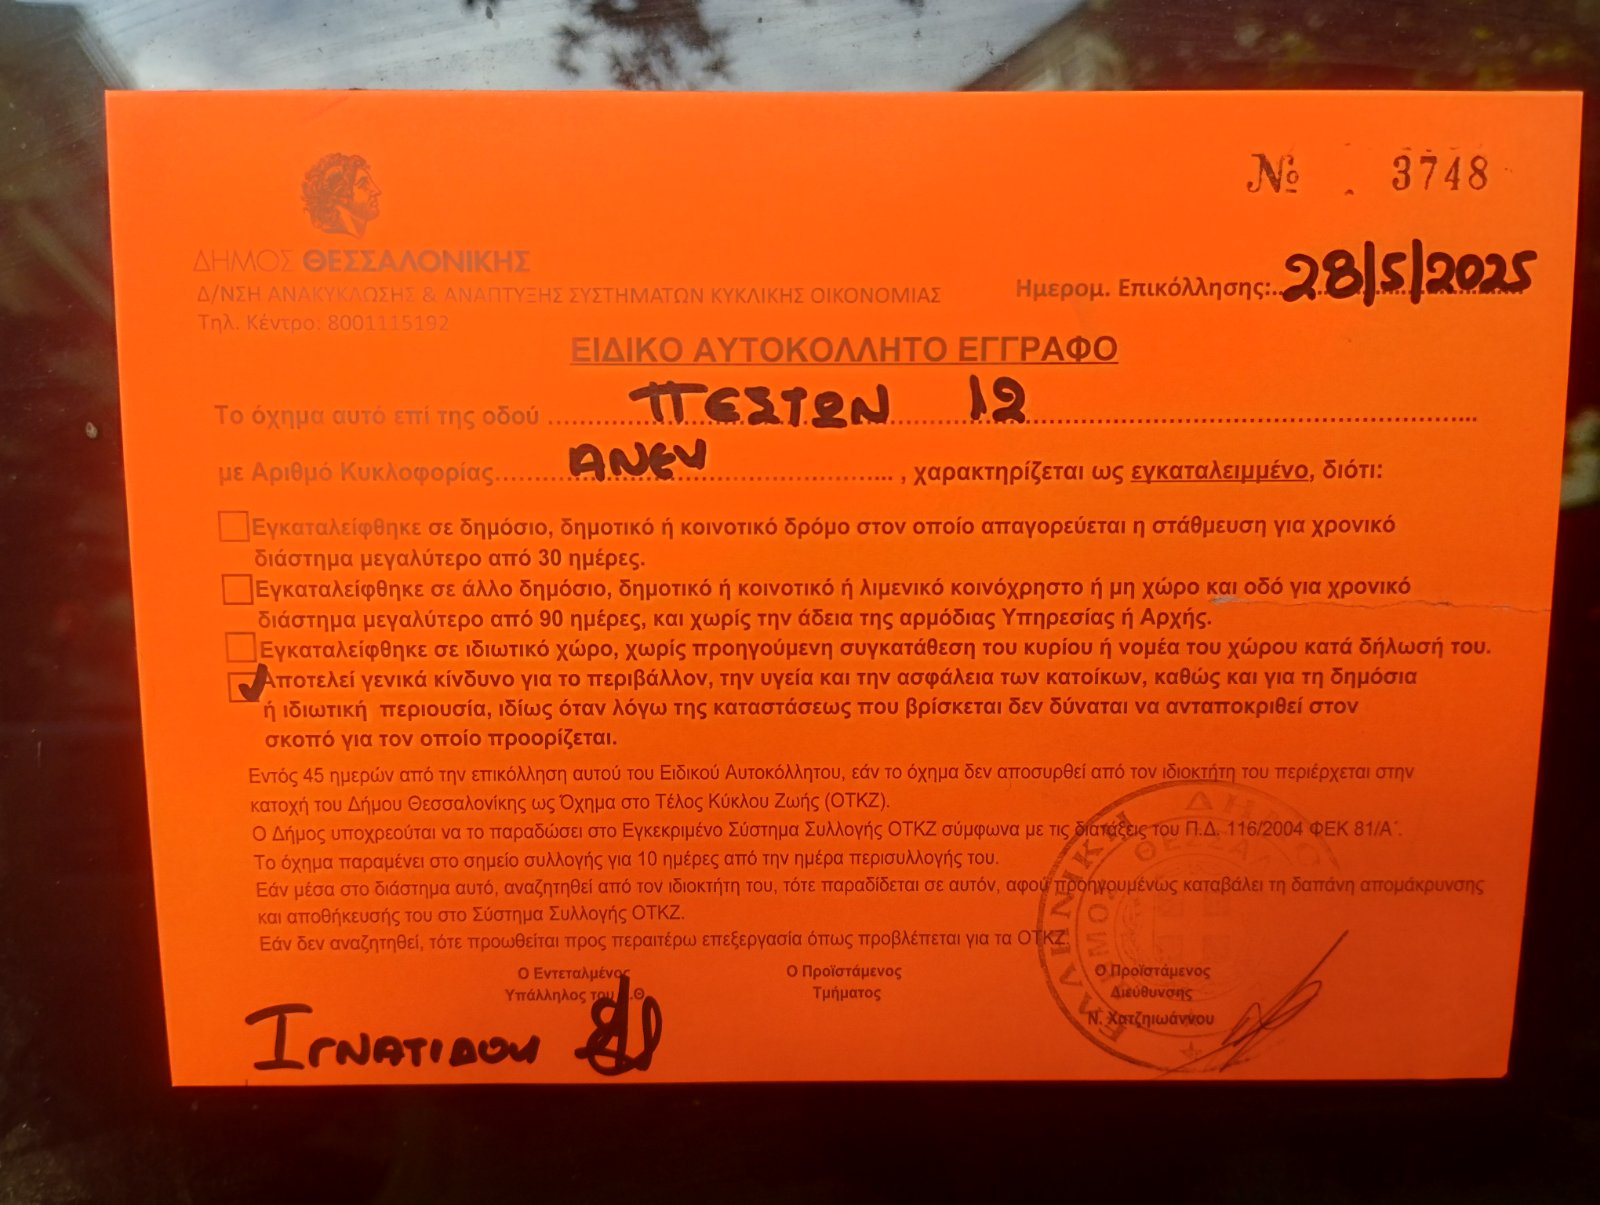 № 3748
ΔΗΜΟΣ ΘΕΣΣΑΛΟΝΙΚΗΣ
Δ/ΝΣΗ ΑΝΑΚΥΚΛΩΣΗΣ & ΑΝΑΠΤΥΞΗΣ ΣΥΣΤΗΜΑΤΩΝ ΚΥΚΛΙΚΗΣ ΟΙΚΟΝΟΜΙΑΣ
Ημερομ. Επικόλλησης: 28/5/2025
Τηλ. Κέντρο: 8001115192
ΕΙΔΙΚΟ ΑΥΤΟΚΟΛΛΗΤΟ ΕΓΓΡΑΦΟ
Το όχημα αυτό επί της οδού ΠΕΣΤΩΝ 12
με Αριθμό Κυκλοφορίας ΑΝΕΥ , χαρακτηρίζεται ως εγκαταλειμμένο, διότι:
Εγκαταλείφθηκε σε δημόσιο, δημοτικό ή κοινοτικό δρόμο στον οποίο απαγορεύεται η στάθμευση για χρονικό
διάστημα μεγαλύτερο από 30 ημέρες.
Εγκαταλείφθηκε σε άλλο δημόσιο, δημοτικό ή κοινοτικό ή λιμενικό κοινόχρηστο ή μη χώρο και οδό για χρονικό
διάστημα μεγαλύτερο από 90 ημέρες, και χωρίς την άδεια της αρμόδιας Υπηρεσίας ή Αρχής.
Εγκαταλείφθηκε σε ιδιωτικό χώρο, χωρίς προηγούμενη συγκατάθεση του κυρίου ή νομέα του χώρου κατά δήλωσή του.
✓ Αποτελεί γενικά κίνδυνο για το περιβάλλον, την υγεία και την ασφάλεια των κατοίκων, καθώς και για τη δημόσια
ή ιδιωτική περιουσία, ιδίως όταν λόγω της καταστάσεως που βρίσκεται δεν δύναται να ανταποκριθεί στον
σκοπό για τον οποίο προορίζεται.
Εντός 45 ημερών από την επικόλληση αυτού του Ειδικού Αυτοκόλλητου, εάν το όχημα δεν αποσυρθεί από τον ιδιοκτήτη του περιέρχεται στην
κατοχή του Δήμου Θεσσαλονίκης ως Όχημα στο Τέλος Κύκλου Ζωής (ΟΤΚΖ).
Ο Δήμος υποχρεούται να το παραδώσει στο Εγκεκριμένο Σύστημα Συλλογής ΟΤΚΖ σύμφωνα με τις διατάξεις του Π.Δ. 116/2004 ΦΕΚ 81/Α΄.
Το όχημα παραμένει στο σημείο συλλογής για 10 ημέρες από την ημέρα περισυλλογής του.
Εάν μέσα στο διάστημα αυτό, αναζητηθεί από τον ιδιοκτήτη του, τότε παραδίδεται σε αυτόν, αφού προηγουμένως καταβάλει τη δαπάνη απομάκρυνσης
και αποθήκευσής του στο Σύστημα Συλλογής ΟΤΚΖ.
Εάν δεν αναζητηθεί, τότε προωθείται προς περαιτέρω επεξεργασία όπως προβλέπεται για τα ΟΤΚΖ.
Ο Εντεταλμένος Ο Προϊστάμενος Ο Προϊστάμενος
Υπάλληλος του Τμήματος Διεύθυνσης
Ν. Χατζηιωάννου
ΕΛΛΗΝΙΚΗ ΔΗΜΟΚ
ΔΗΜΟΣ ΘΕΣΣΑΛ